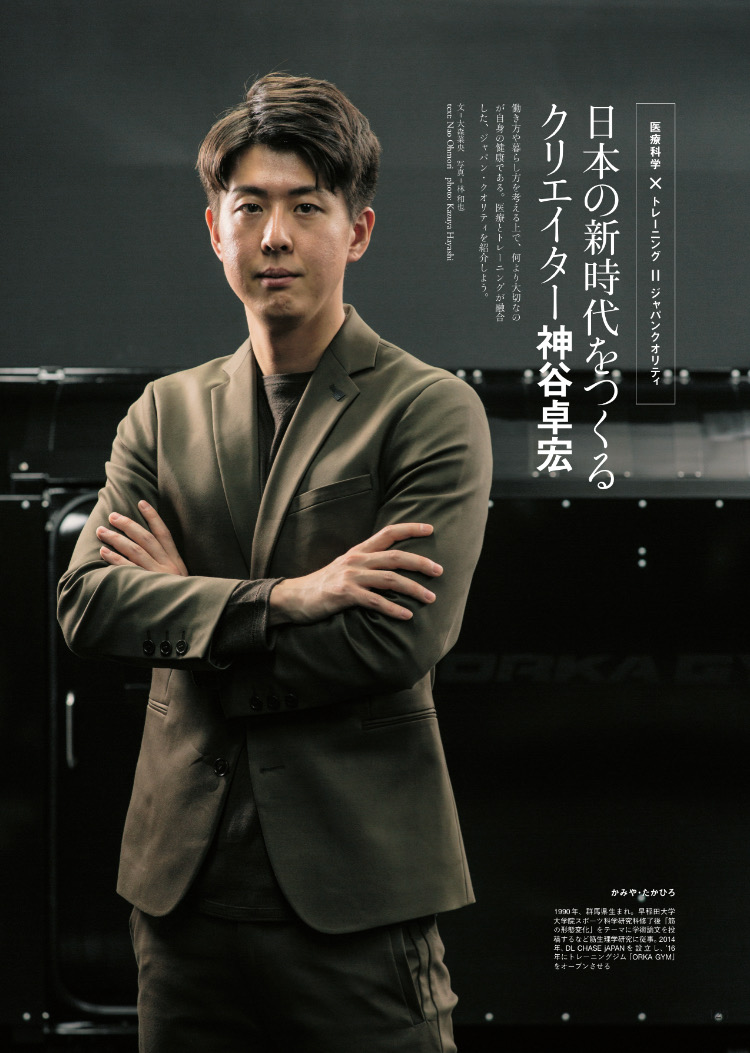 医療科学 × トレーニング = ジャパンクオリティ
日本の新時代をつくる
クリエイター 神谷卓宏
働き方や暮らし方を考える上で、何より大切なの
が自身の健康である。医療とトレーニングが融合
した、ジャパン・クオリティを紹介しよう。
文=大森菜央 写真=林 和也
text: Nao Ohmori photo: Kazuya Hayashi
ORKA GY
かみや・たかひろ
1990年、群馬県生まれ。早稲田大学
大学院スポーツ科学研究科修了後「筋
の形態変化」をテーマに学術論文を投
稿するなど筋生理学研究に従事。2014
年、DL CHASE JAPANを設立し、'16
年にトレーニングジム「ORKA GYM」
をオープンさせる